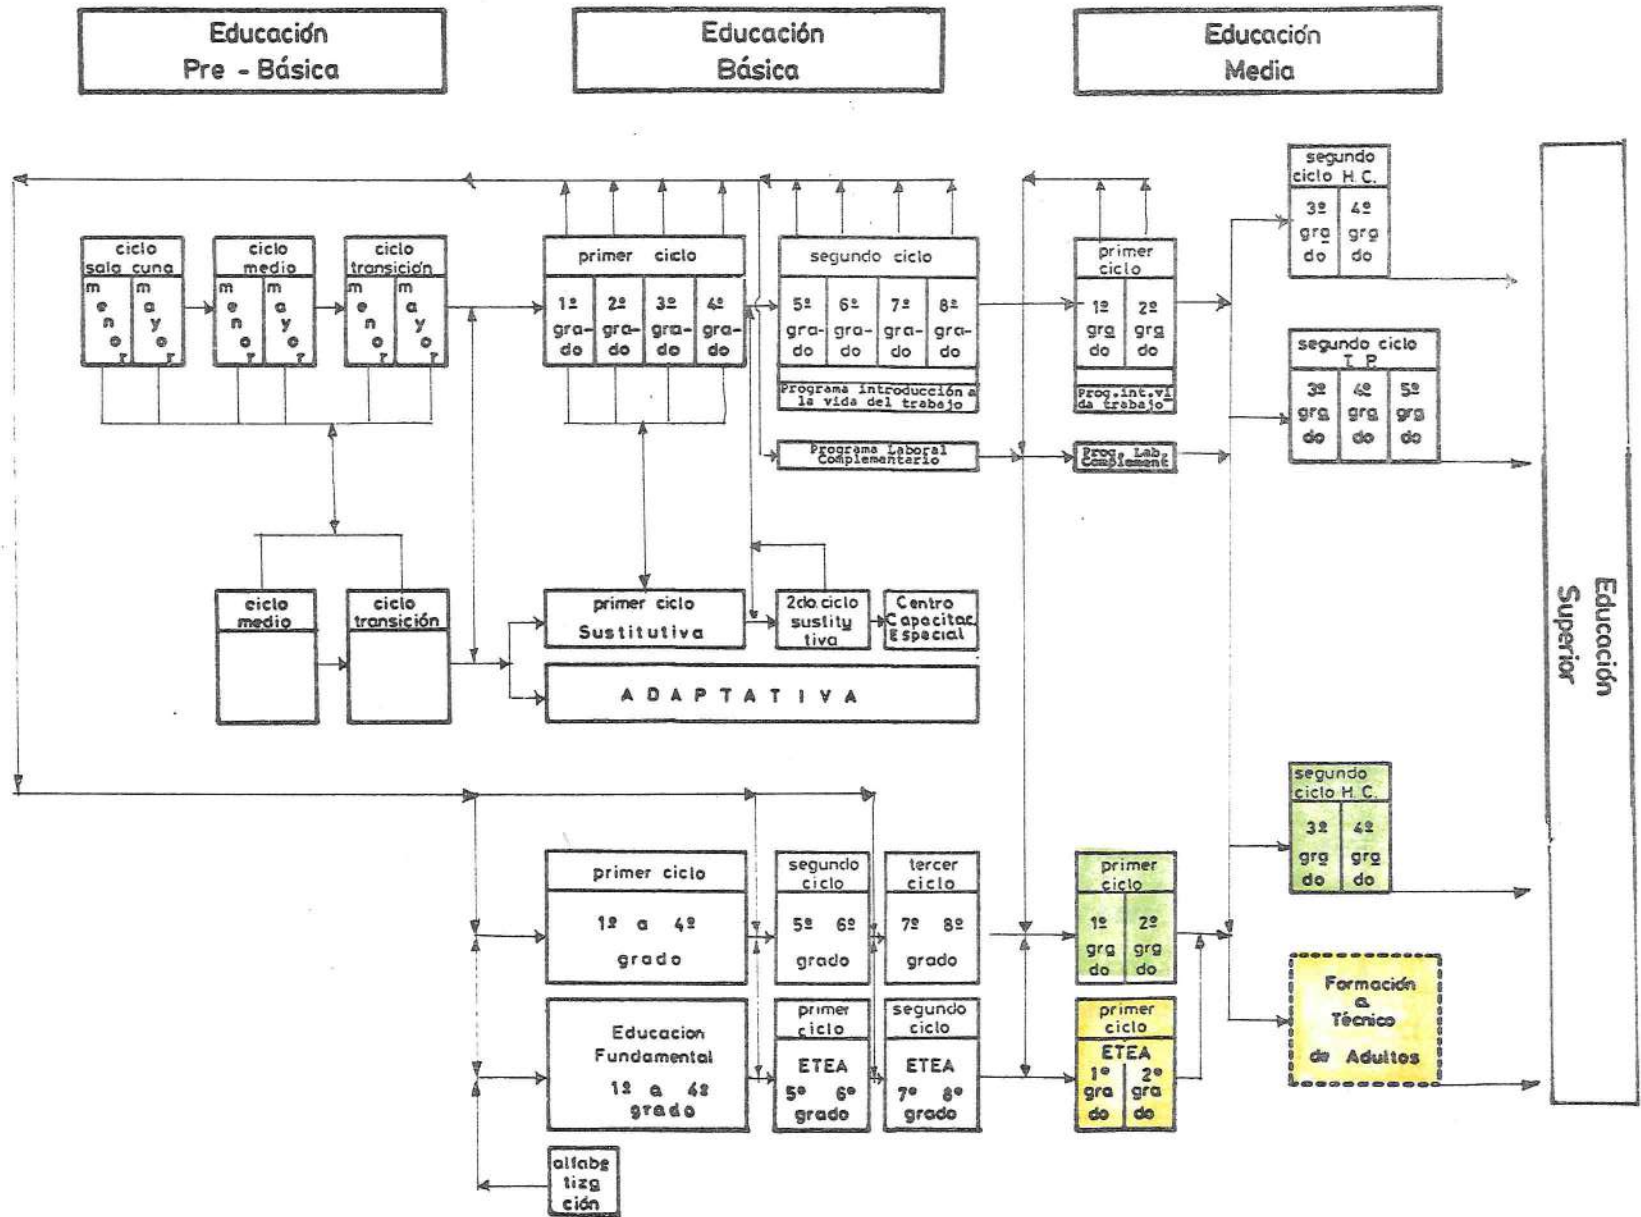 Educación
Pre - Básica
Educación
Básica
Educación
Media
ciclo
sala cuna
menor
mayor
ciclo
medio
menor
mayor
ciclo
transición
menor
mayor
primer ciclo
1º
gra-
do
2º
gra-
do
3º
gra-
do
4º
gra-
do
segundo ciclo
5º
gra-
do
6º
gra-
do
7º
gra-
do
8º
gra-
do
Programa introducción a
la vida del trabajo
Programa Laboral
Complementario
primer
ciclo
1º
gra
do
2º
gra
do
Prog.int.vi
da trabajo
Prog. Lab.
Complement
segundo
ciclo H.C.
3º
gra
do
4º
gra
do
segundo ciclo
T. P.
3º
gra
do
4º
gra
do
5º
gra
do
Educación
Superior
ciclo
medio
ciclo
transición
primer ciclo
Sustitutiva
2do.ciclo
sustitu
tiva
Centro
Capacitac.
Especial
ADAPTATIVA
primer ciclo
1º a 4º
grado
segundo
ciclo
5º 6º
grado
tercer
ciclo
7º 8º
grado
primer
ciclo
1º
gra
do
2º
gra
do
segundo
ciclo H.C.
3º
gra
do
4º
gra
do
Educacion
Fundamental
1º a 4º
grado
primer
ciclo
ETEA
5º 6º
grado
segundo
ciclo
ETEA
7º 8º
grado
primer
ciclo
ETEA
1º
gra
do
2º
gra
do
Formación
a
Técnico
de Adultos
alfabe
tiza
ción